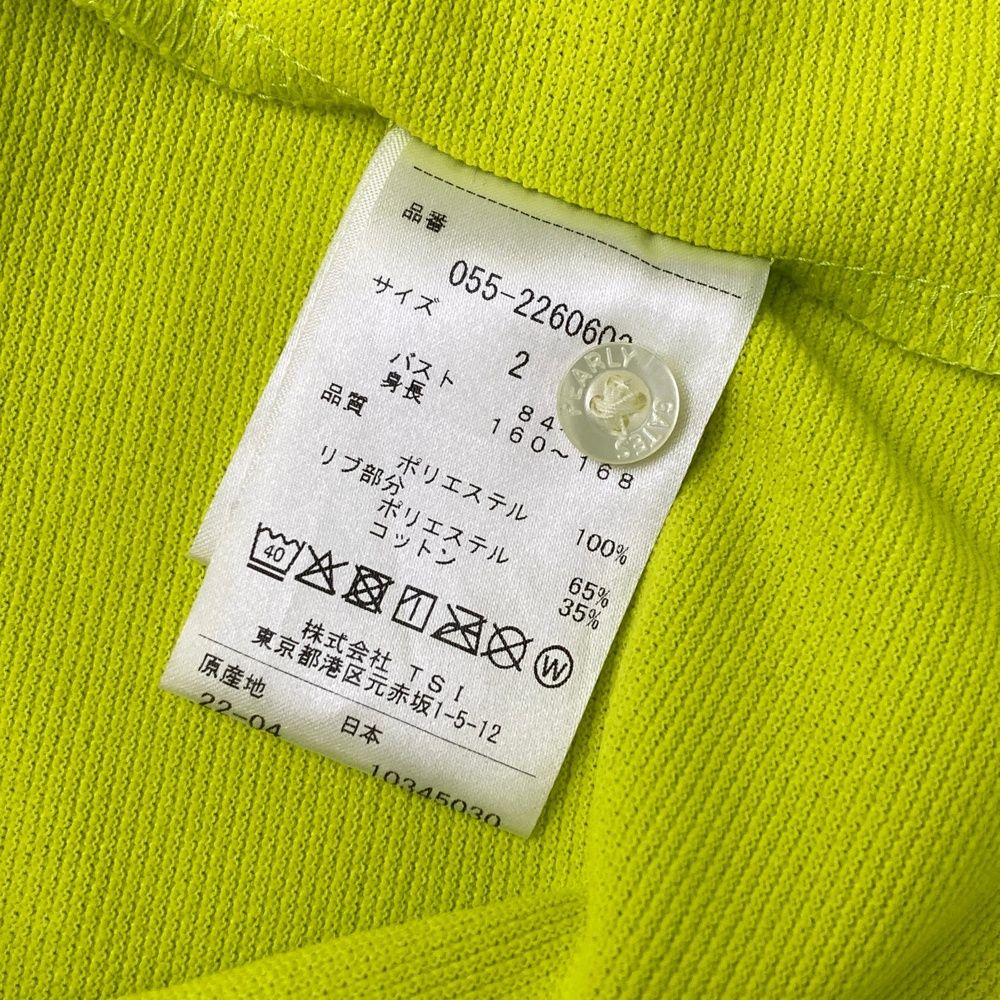 品番
055-2260602
サイズ
2
バスト
84
身長
160～168
品質
ポリエステル 100%
リブ部分
ポリエステル 65%
コットン 35%
40
W
株式会社 TSI
東京都港区元赤坂1-5-12
原産地
日本
22-04
10345030
PEARLY GATES